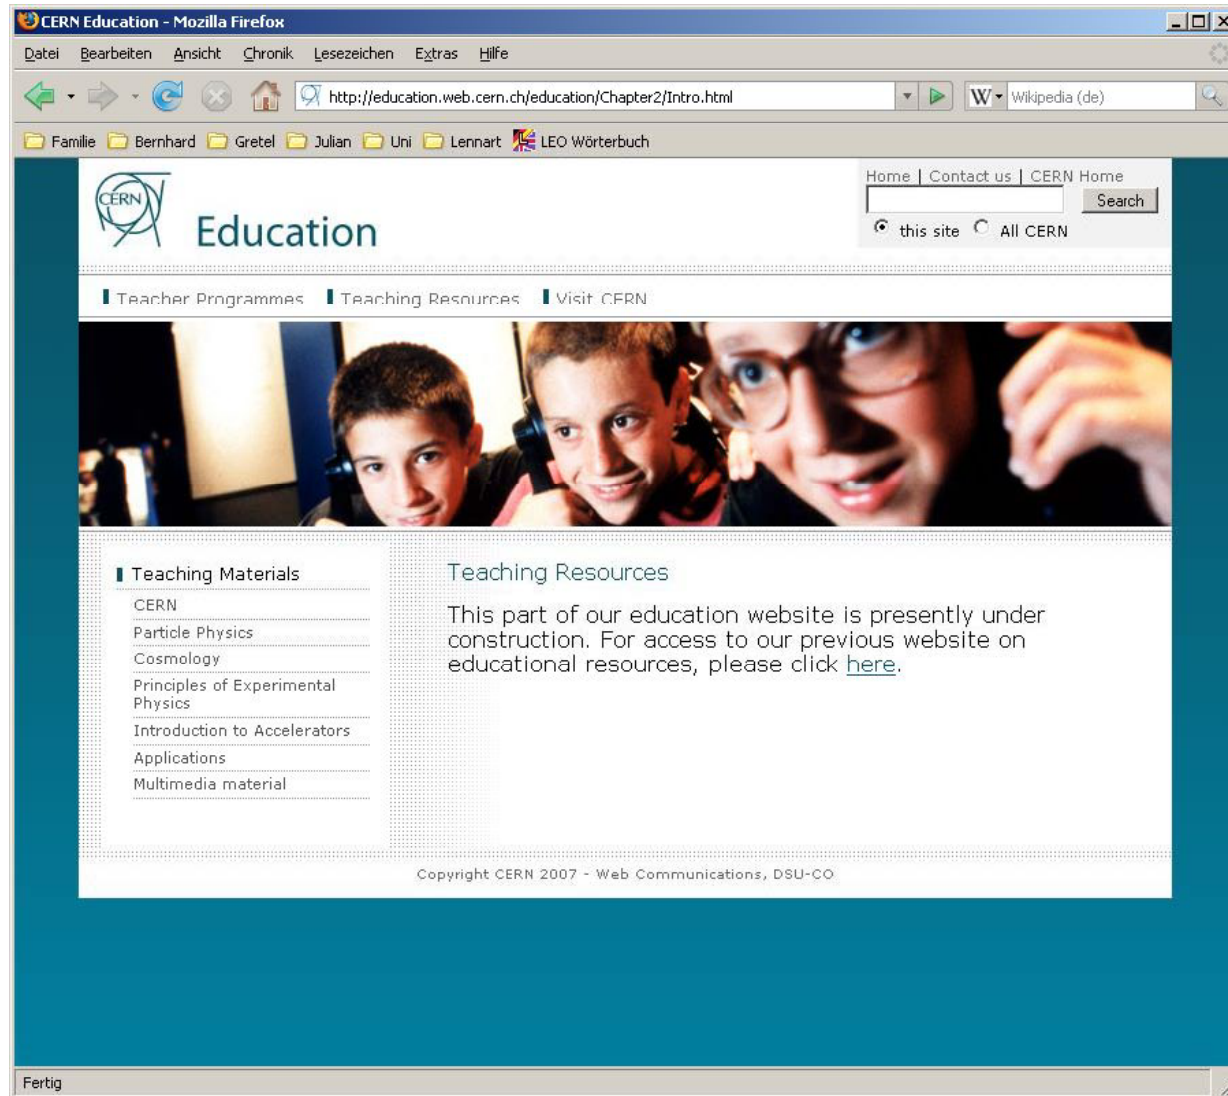 CERN Education - Mozilla Firefox
Datei Bearbeiten Ansicht Chronik Lesezeichen Extras Hilfe
http://education.web.cern.ch/education/Chapter2/Intro.html W Wikipedia (de)
Familie Bernhard Gretel Julian Uni Lennart LEO Wörterbuch
Home | Contact us | CERN Home
Search
this site All CERN
CERN
Education
Teacher Programmes Teaching Resources Visit CERN
Teaching Materials
CERN
Particle Physics
Cosmology
Principles of Experimental
Physics
Introduction to Accelerators
Applications
Multimedia material
Teaching Resources
This part of our education website is presently under
construction. For access to our previous website on
educational resources, please click here.
Copyright CERN 2007 - Web Communications, DSU-CO
Fertig